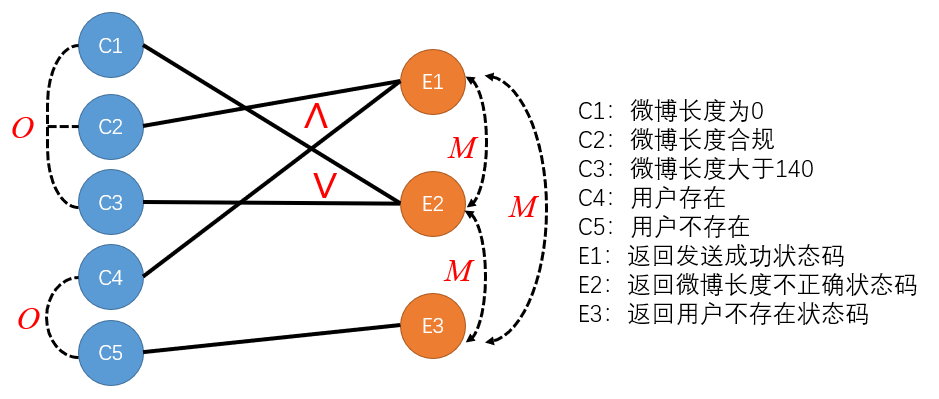 C1
C2
C3
C4
C5
O
O
∧
∨
E1
E2
E3
M
M
M
C1：微博长度为0
C2：微博长度合规
C3：微博长度大于140
C4：用户存在
C5：用户不存在
E1：返回发送成功状态码
E2：返回微博长度不正确状态码
E3：返回用户不存在状态码